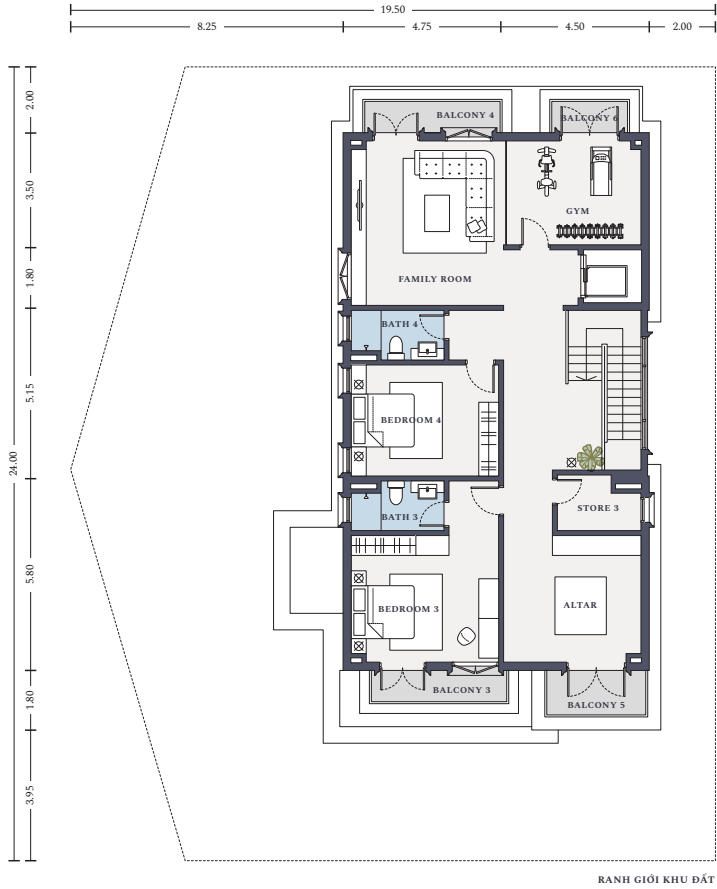 19.50
8.25
4.75
4.50
2.00
2.00
3.50
1.80
5.15
24.00
5.80
1.80
3.95
BALCONY 4
BALCONY 6
GYM
FAMILY ROOM
BATH 4
BEDROOM 4
BATH 3
STORE 3
BEDROOM 3
ALTAR
BALCONY 3
BALCONY 5
RANH GIỚI KHU ĐẤT